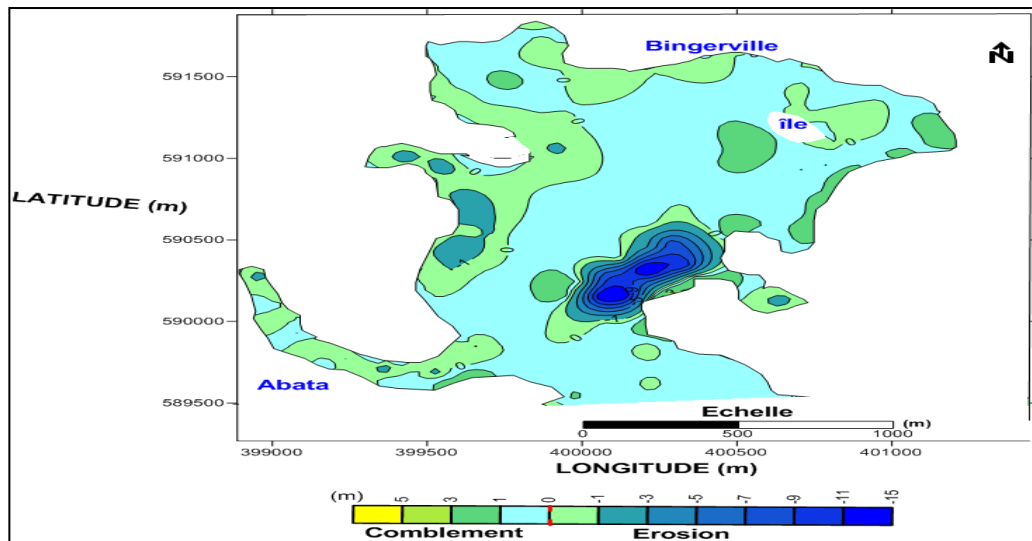 Bingerville
N
591500
île
591000
LATITUDE (m)
590500
590000
Abata
589500
Echelle
(m)
0 500 1000
399000 399500 400000 400500 401000
LONGITUDE (m)
(m) 5 3 1 0 -1 -3 -5 -7 -9 -11 -15
Comblement Erosion